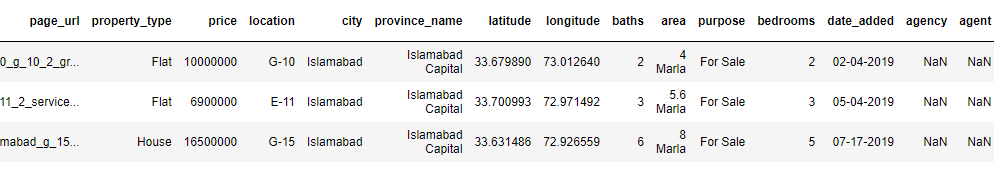 page_url property_type price location city province_name latitude longitude baths area purpose bedrooms date_added agency agent
0_g_10_2_gr... Flat 10000000 G-10 Islamabad Islamabad Capital 33.679890 73.012640 2 4 Marla For Sale 2 02-04-2019 NaN NaN
11_2_service... Flat 6900000 E-11 Islamabad Islamabad Capital 33.700993 72.971492 3 5.6 Marla For Sale 3 05-04-2019 NaN NaN
mabad_g_15... House 16500000 G-15 Islamabad Islamabad Capital 33.631486 72.926559 6 8 Marla For Sale 5 07-17-2019 NaN NaN